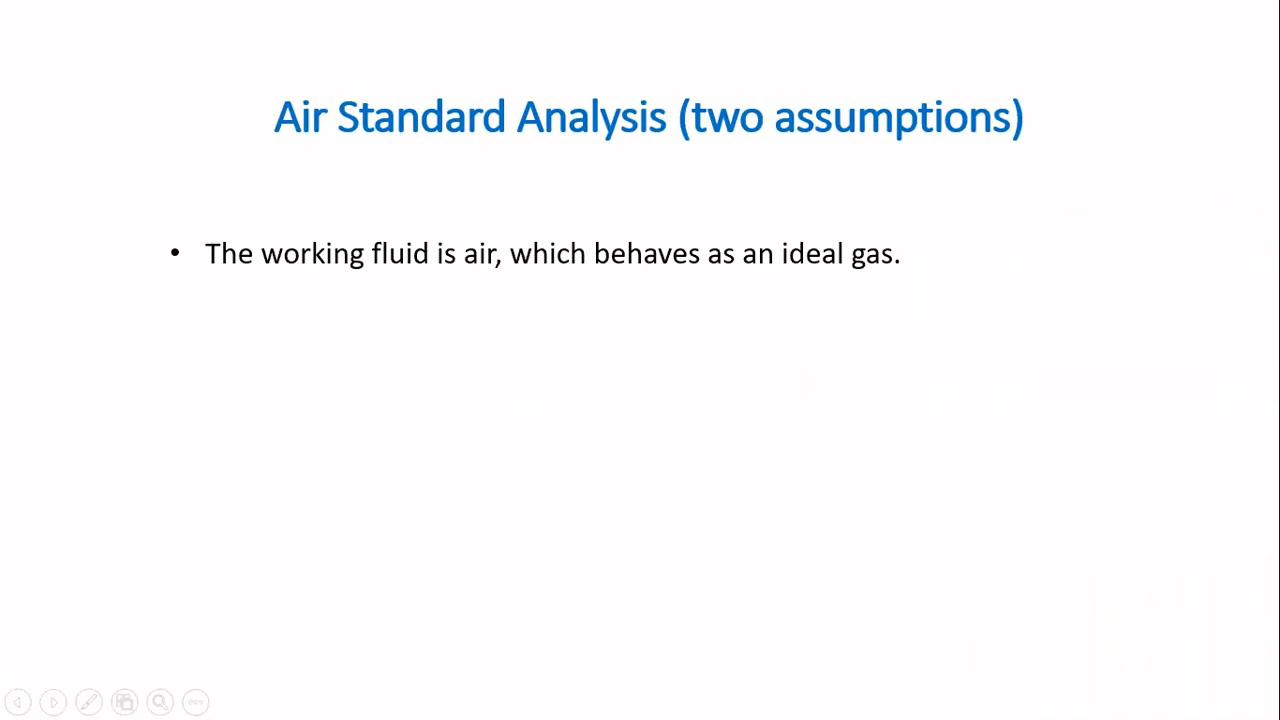 Air Standard Analysis (two assumptions)
• The working fluid is air, which behaves as an ideal gas.